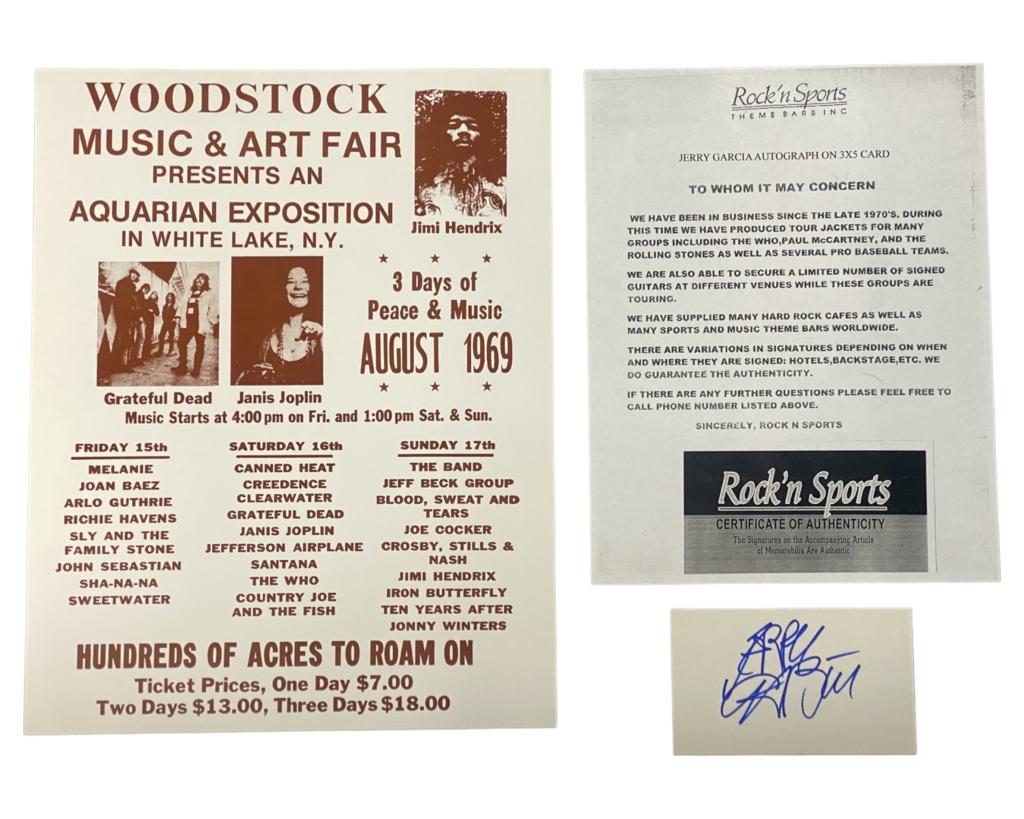 WOODSTOCK
MUSIC & ART FAIR
PRESENTS AN
AQUARIAN EXPOSITION
IN WHITE LAKE, N.Y.
Jimi Hendrix
3 Days of
Peace & Music
AUGUST 1969
Grateful Dead
Janis Joplin
Music Starts at 4:00 pm on Fri. and 1:00 pm Sat. & Sun.
FRIDAY 15th
MELANIE
JOAN BAEZ
ARLO GUTHRIE
RICHIE HAVENS
SLY AND THE
FAMILY STONE
JOHN SEBASTIAN
SHA-NA-NA
SWEETWATER
SATURDAY 16th
CANNED HEAT
CREEDENCE
CLEARWATER
GRATEFUL DEAD
JANIS JOPLIN
JEFFERSON AIRPLANE
SANTANA
THE WHO
COUNTRY JOE
AND THE FISH
SUNDAY 17th
THE BAND
JEFF BECK GROUP
BLOOD, SWEAT AND
TEARS
JOE COCKER
CROSBY, STILLS &
NASH
JIMI HENDRIX
IRON BUTTERFLY
TEN YEARS AFTER
JONNY WINTERS
HUNDREDS OF ACRES TO ROAM ON
Ticket Prices, One Day $7.00
Two Days $13.00, Three Days $18.00
Rock'n Sports
THEME BARS INC
JERRY GARCIA AUTOGRAPH ON 3X5 CARD
TO WHOM IT MAY CONCERN
WE HAVE BEEN IN BUSINESS SINCE THE LATE 1970'S. DURING
THIS TIME WE HAVE PRODUCED TOUR JACKETS FOR MANY
GROUPS INCLUDING THE WHO,PAUL McCARTNEY, AND THE
ROLLING STONES AS WELL AS SEVERAL PRO BASEBALL TEAMS.
WE ARE ALSO ABLE TO SECURE A LIMITED NUMBER OF SIGNED
GUITARS AT DIFFERENT VENUES WHILE THESE GROUPS ARE
TOURING.
WE HAVE SUPPLIED MANY HARD ROCK CAFES AS WELL AS
MANY SPORTS AND MUSIC THEME BARS WORLDWIDE.
THERE ARE VARIATIONS IN SIGNATURES DEPENDING ON WHEN
AND WHERE THEY ARE SIGNED: HOTELS,BACKSTAGE,ETC. WE
DO GUARANTEE THE AUTHENTICITY.
IF THERE ARE ANY FURTHER QUESTIONS PLEASE FEEL FREE TO
CALL PHONE NUMBER LISTED ABOVE.
SINCERELY, ROCK N SPORTS
Rock'n Sports
CERTIFICATE OF AUTHENTICITY
The Signatures on the Accompanying Article
of Memorabilia Are Authentic